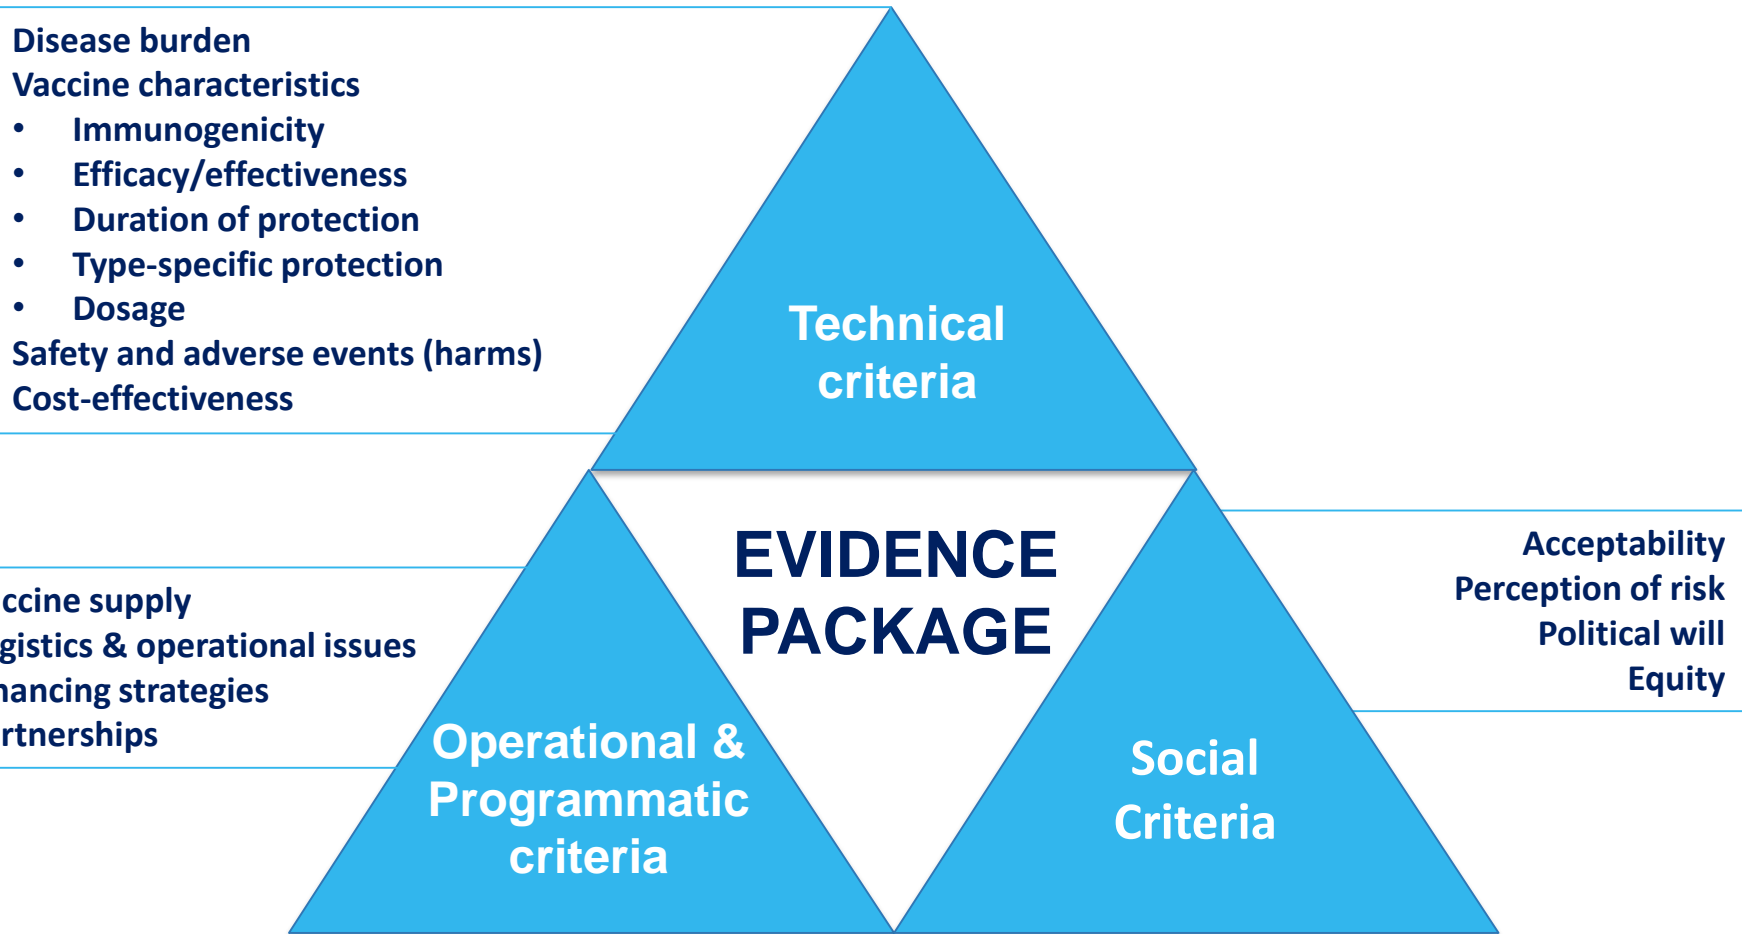 Disease burden
Vaccine characteristics
• Immunogenicity
• Efficacy/effectiveness
• Duration of protection
• Type-specific protection
• Dosage
Safety and adverse events (harms)
Cost-effectiveness
Technical
criteria
EVIDENCE
PACKAGE
ccine supply
gistics & operational issues
nancing strategies
rtnerships
Operational &
Programmatic
criteria
Acceptability
Perception of risk
Political will
Equity
Social
Criteria